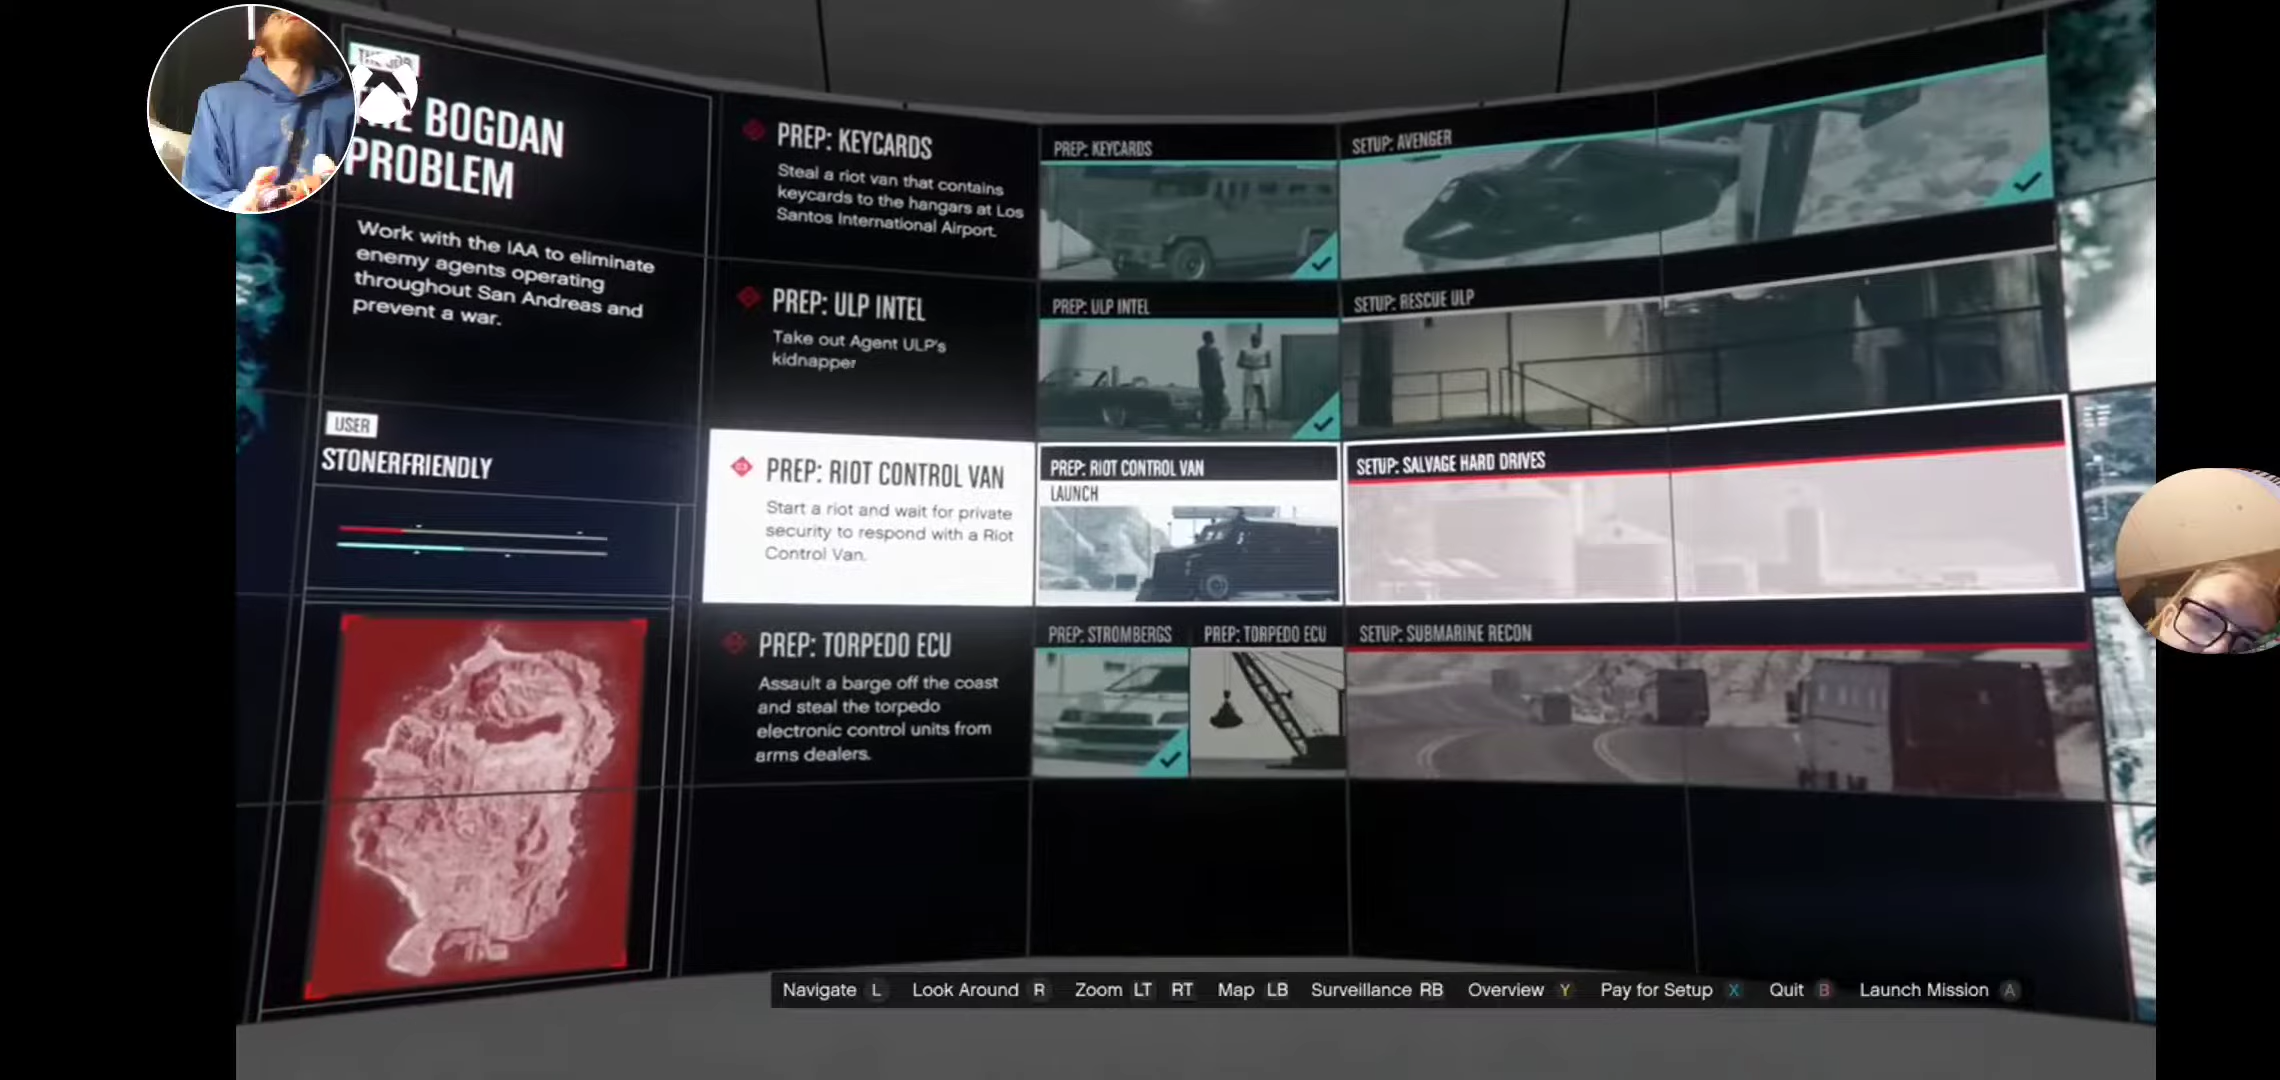 THE JOB
THE BOGDAN
PROBLEM
Work with the IAA to eliminate
enemy agents operating
throughout San Andreas and
prevent a war.
USER
STONERFRIENDLY
PREP: KEYCARDS
Steal a riot van that contains
keycards to the hangars at Los
Santos International Airport.
PREP: ULP INTEL
Take out Agent ULP's
kidnapper
PREP: RIOT CONTROL VAN
Start a riot and wait for private
security to respond with a Riot
Control Van.
PREP: TORPEDO ECU
Assault a barge off the coast
and steal the torpedo
electronic control units from
arms dealers.
PREP: KEYCARDS
PREP: ULP INTEL
PREP: RIOT CONTROL VAN
LAUNCH
PREP: STROMBERGS
PREP: TORPEDO ECU
SETUP: AVENGER
SETUP: RESCUE ULP
SETUP: SALVAGE HARD DRIVES
SETUP: SUBMARINE RECON
Navigate L Look Around R Zoom LT RT Map LB Surveillance RB Overview Y Pay for Setup X Quit B Launch Mission A